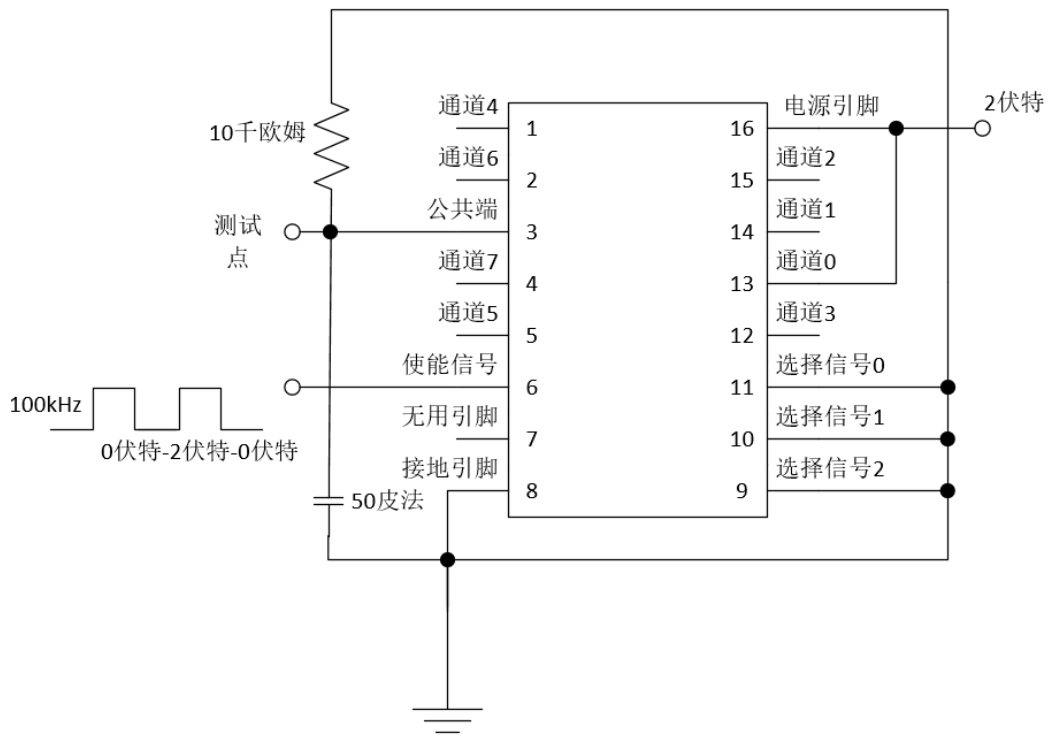 2伏特
通道4
1
16
电源引脚
10千欧姆
通道6
2
15
通道2
测试
点
公共端
3
14
通道1
通道7
4
13
通道0
通道5
5
12
通道3
使能信号
6
11
选择信号0
100kHz
0伏特-2伏特-0伏特
无用引脚
7
10
选择信号1
接地引脚
8
9
选择信号2
50皮法